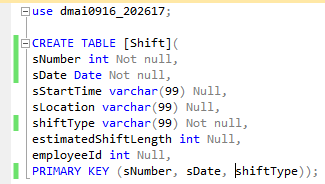 use dmai0916_202617;
CREATE TABLE [Shift](
sNumber int Not null,
sDate Date Not null,
sStartTime varchar(99) Null,
sLocation varchar(99) Null,
shiftType varchar(99) Not null,
estimatedShiftLength int Null,
employeeId int Null,
PRIMARY KEY (sNumber, sDate, shiftType));